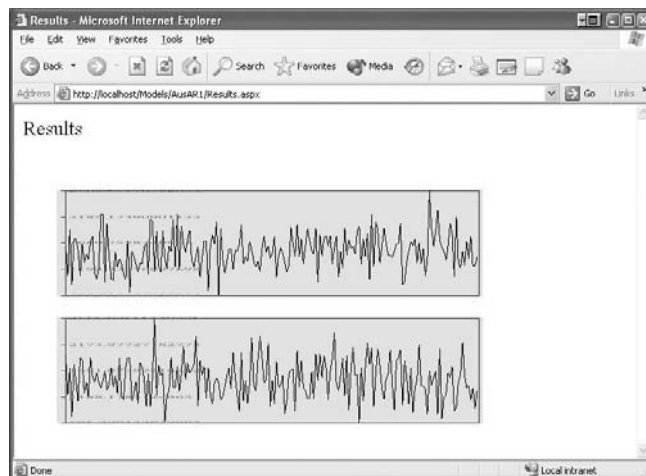 Results - Microsoft Internet Explorer
File Edit View Favorites Tools Help
Back Search Favorites Media
Address http://localhost/Models/AusAR1/Results.aspx Go Links
Results
Done Local intranet